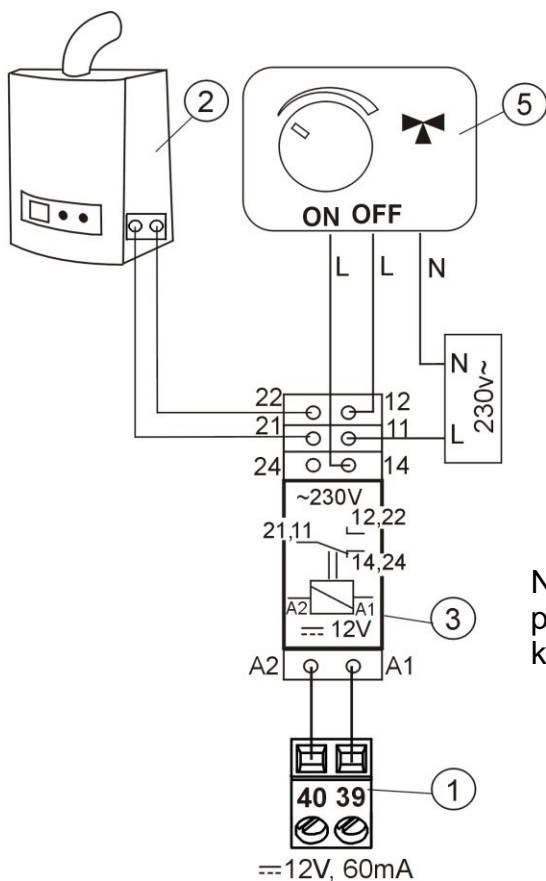 2
5
ON OFF
L L N
N
230v~
L
22 12
21 11
24 14
~230V
12,22
21,11
14,24
A2 A1
12V
3
A2 A1
40 39
1
12V, 60mA
N
p
k